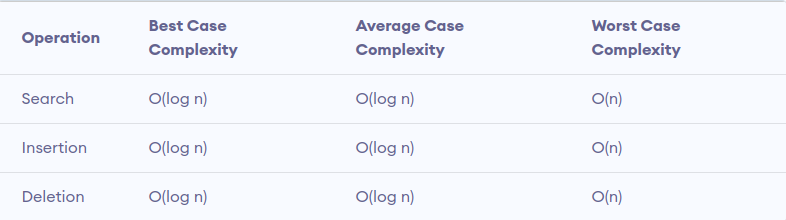 Operation Best Case Complexity Average Case Complexity Worst Case Complexity
Search O(log n) O(log n) O(n)
Insertion O(log n) O(log n) O(n)
Deletion O(log n) O(log n) O(n)